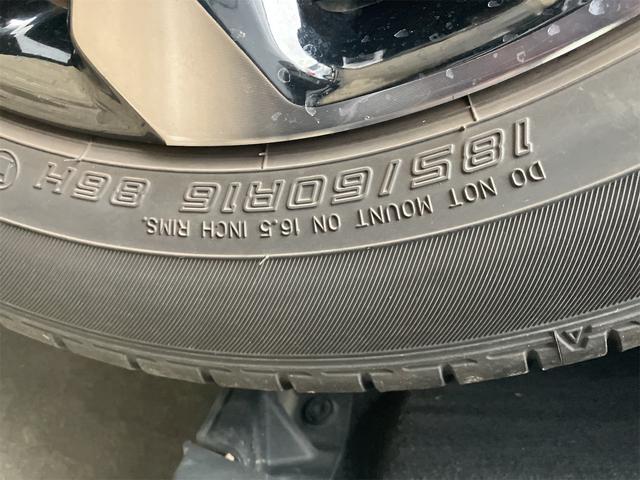 185/60R16 86H
DO NOT MOUNT ON 16.5 INCH RIMS.